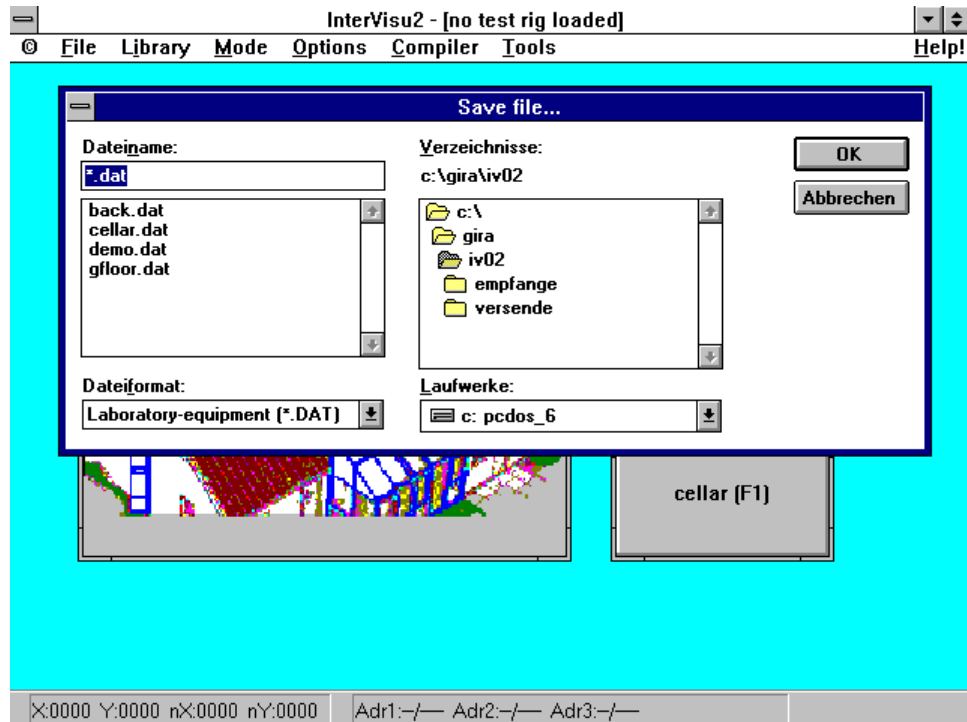 InterVisu2 - [no test rig loaded]
© File Library Mode Options Compiler Tools Help!
Save file...
Dateiname:
*.dat
back.dat
cellar.dat
demo.dat
gfloor.dat
Dateiformat:
Laboratory-equipment (*.DAT)
Verzeichnisse:
c:\gira\iv02
c:\
gira
iv02
empfange
versende
Laufwerke:
c: pcdos_6
OK
Abbrechen
cellar (F1)
X:0000 Y:0000 nX:0000 nY:0000 Adr1:-/-- Adr2:-/-- Adr3:-/--